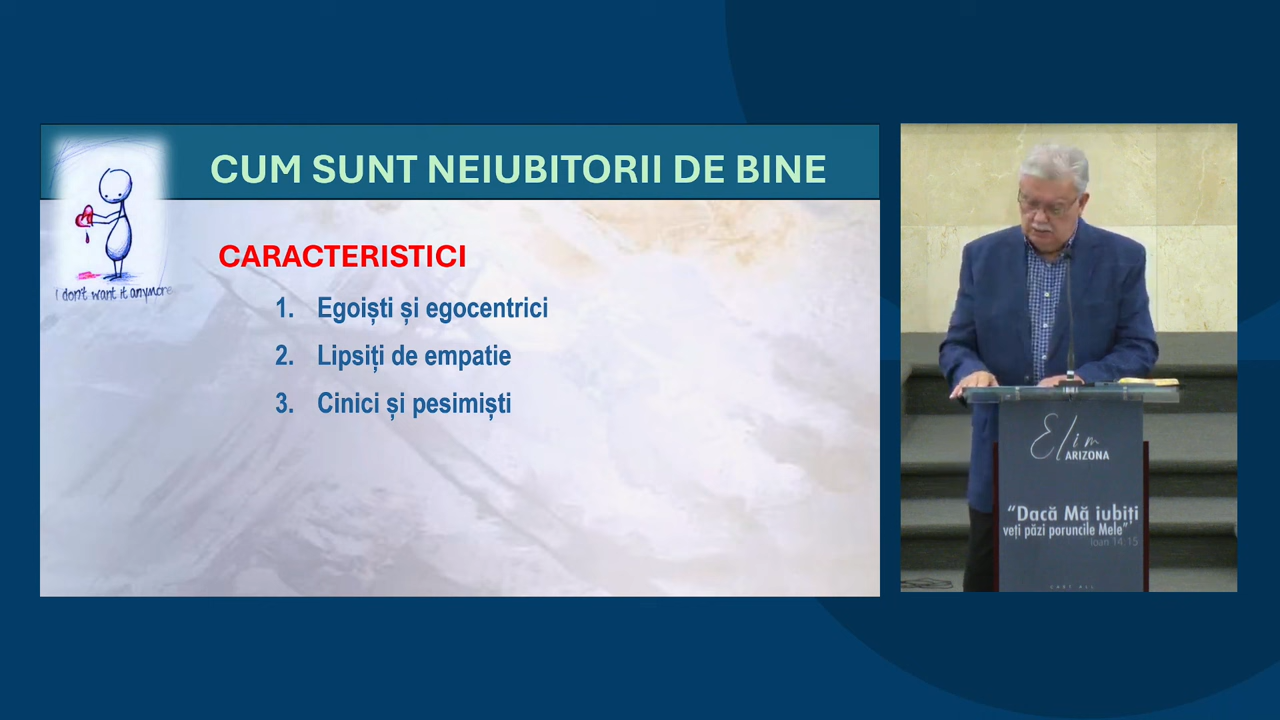 CUM SUNT NEIUBITORII DE BINE
I don't want it anymore
CARACTERISTICI
1. Egoiști și egocentrici
2. Lipsiți de empatie
3. Cinici și pesimiști
Elim
ARIZONA
“Dacă Mă iubiți
veți păzi poruncile Mele”
Ioan 14, 15